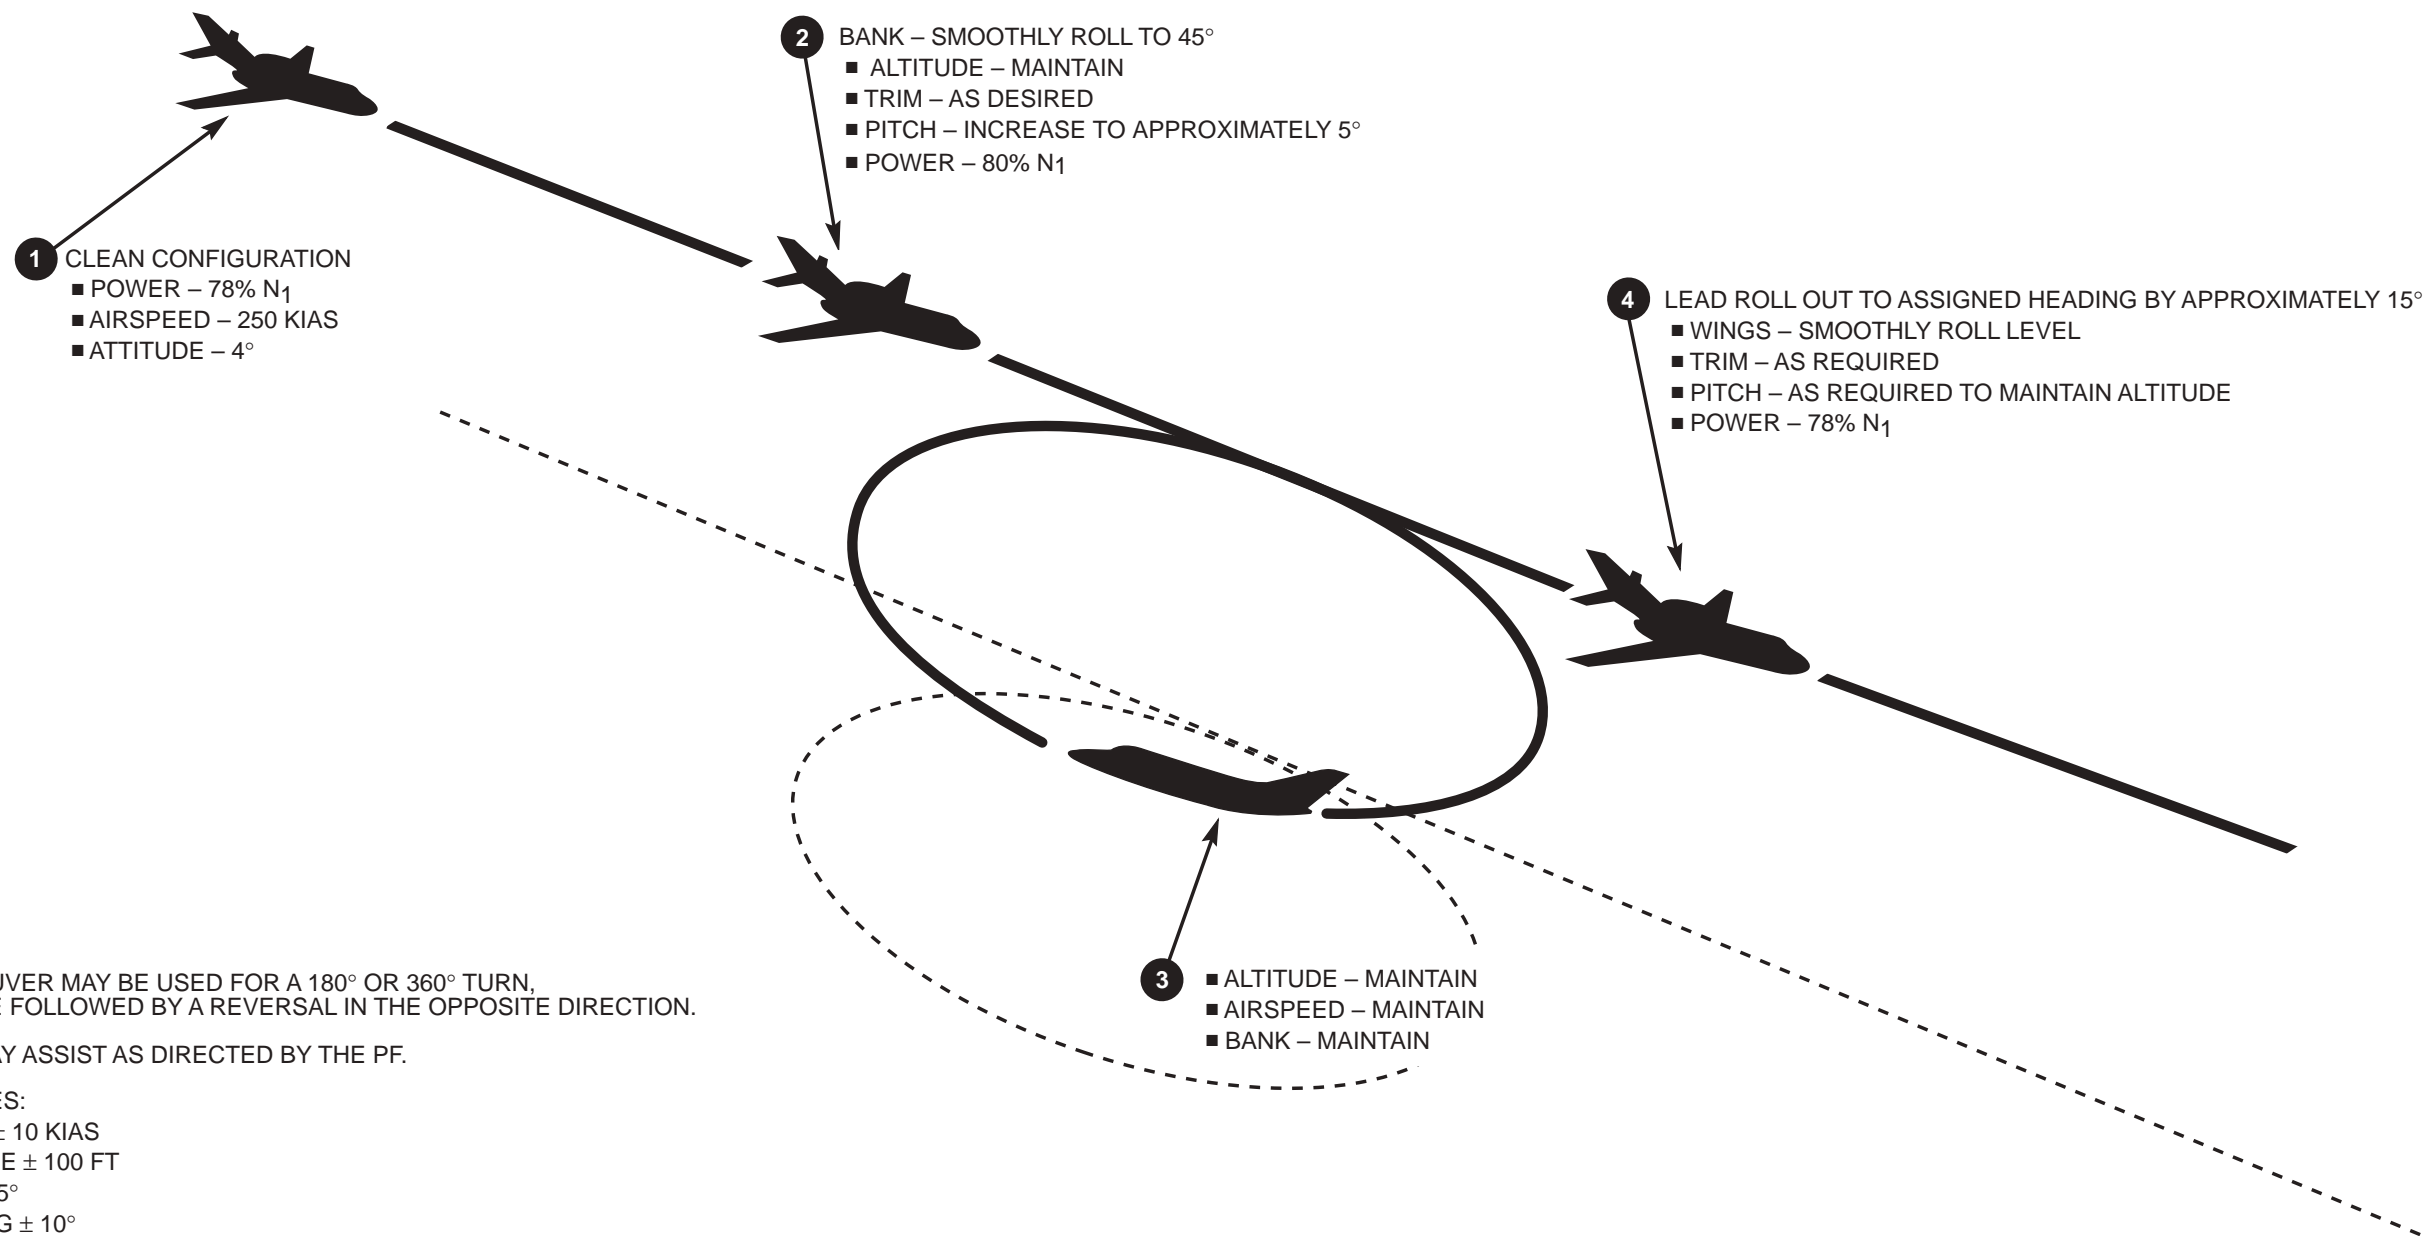 1 CLEAN CONFIGURATION
■ POWER – 78% N1
■ AIRSPEED – 250 KIAS
■ ATTITUDE – 4°
2 BANK – SMOOTHLY ROLL TO 45°
■ ALTITUDE – MAINTAIN
■ TRIM – AS DESIRED
■ PITCH – INCREASE TO APPROXIMATELY 5°
■ POWER – 80% N1
4 LEAD ROLL OUT TO ASSIGNED HEADING BY APPROXIMATELY 15°
■ WINGS – SMOOTHLY ROLL LEVEL
■ TRIM – AS REQUIRED
■ PITCH – AS REQUIRED TO MAINTAIN ALTITUDE
■ POWER – 78% N1
3 ■ ALTITUDE – MAINTAIN
■ AIRSPEED – MAINTAIN
■ BANK – MAINTAIN
UVER MAY BE USED FOR A 180° OR 360° TURN,
FOLLOWED BY A REVERSAL IN THE OPPOSITE DIRECTION.
AY ASSIST AS DIRECTED BY THE PF.
ES:
± 10 KIAS
E ± 100 FT
5°
G ± 10°